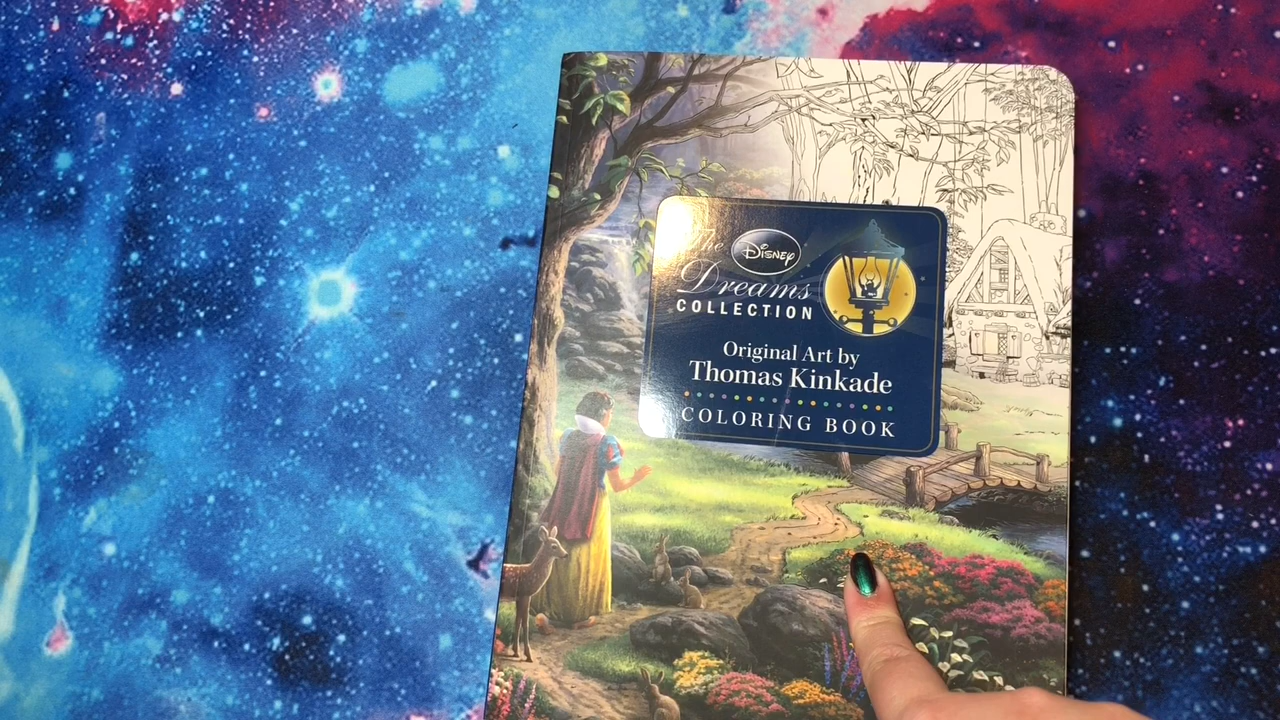 The
Disney
Dreams
COLLECTION
Original Art by
Thomas Kinkade
COLORING BOOK